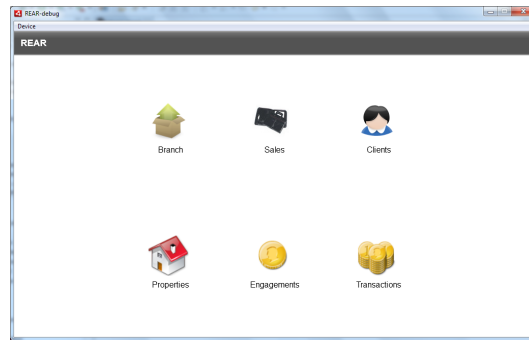 REAR-debug
Device
REAR
Branch
Sales
Clients
Properties
Engagements
Transactions